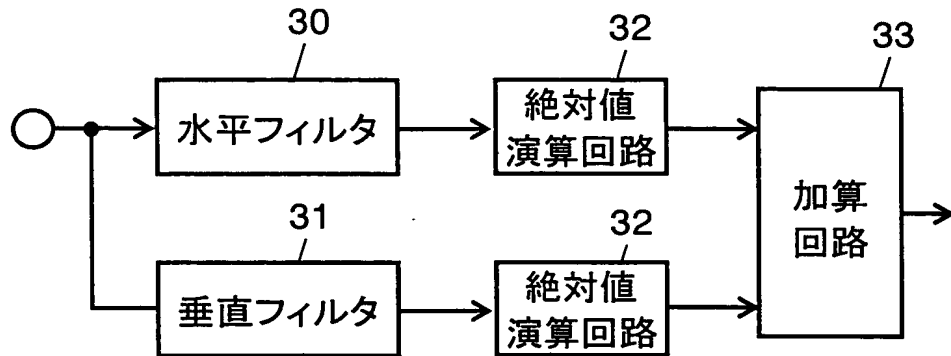 30
水平フィルタ
32
絶対値
演算回路
33
加算
回路
31
垂直フィルタ
32
絶対値
演算回路